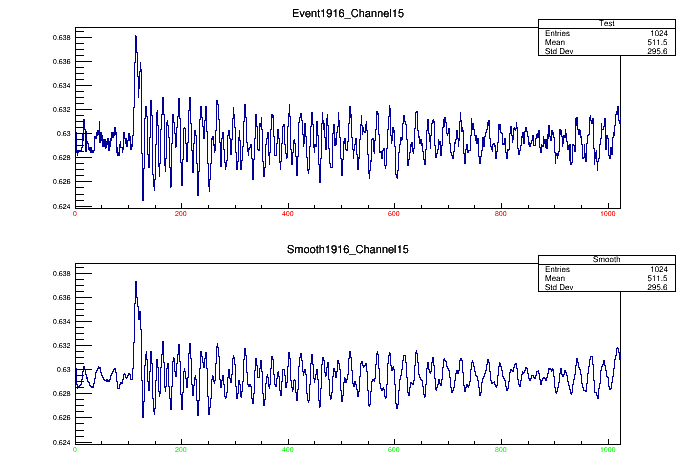 Event1916_Channel15
Test
Entries 1024
Mean 511.5
Std Dev 295.6
0.638
0.636
0.634
0.632
0.63
0.628
0.626
0.624
0 200 400 600 800 1000
Smooth1916_Channel15
Smooth
Entries 1024
Mean 511.5
Std Dev 295.6
0.638
0.636
0.634
0.632
0.63
0.628
0.626
0.624
0 200 400 600 800 1000